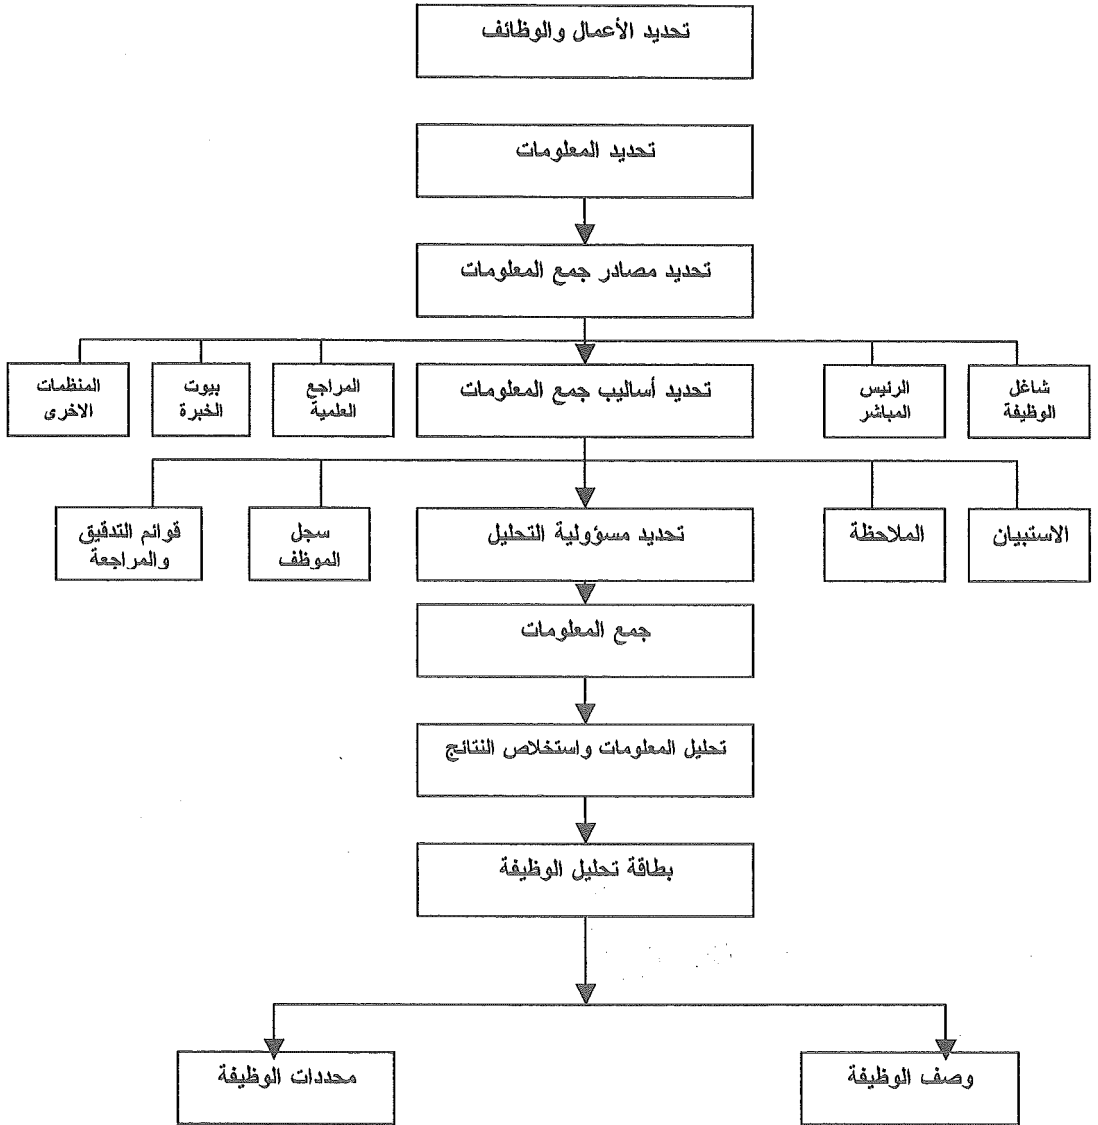 تحديد الأعمال والوظائف
تحديد المعلومات
تحديد مصادر جمع المعلومات
شاغل
الوظيفة
الرئيس
المباشر
تحديد أساليب جمع المعلومات
المراجع
العلمية
بيوت
الخبرة
المنظمات
الاخرى
الاستبيان
الملاحظة
تحديد مسؤولية التحليل
سجل
الموظف
قوائم التدقيق
والمراجعة
جمع المعلومات
تحليل المعلومات واستخلاص النتائج
بطاقة تحليل الوظيفة
وصف الوظيفة
محددات الوظيفة